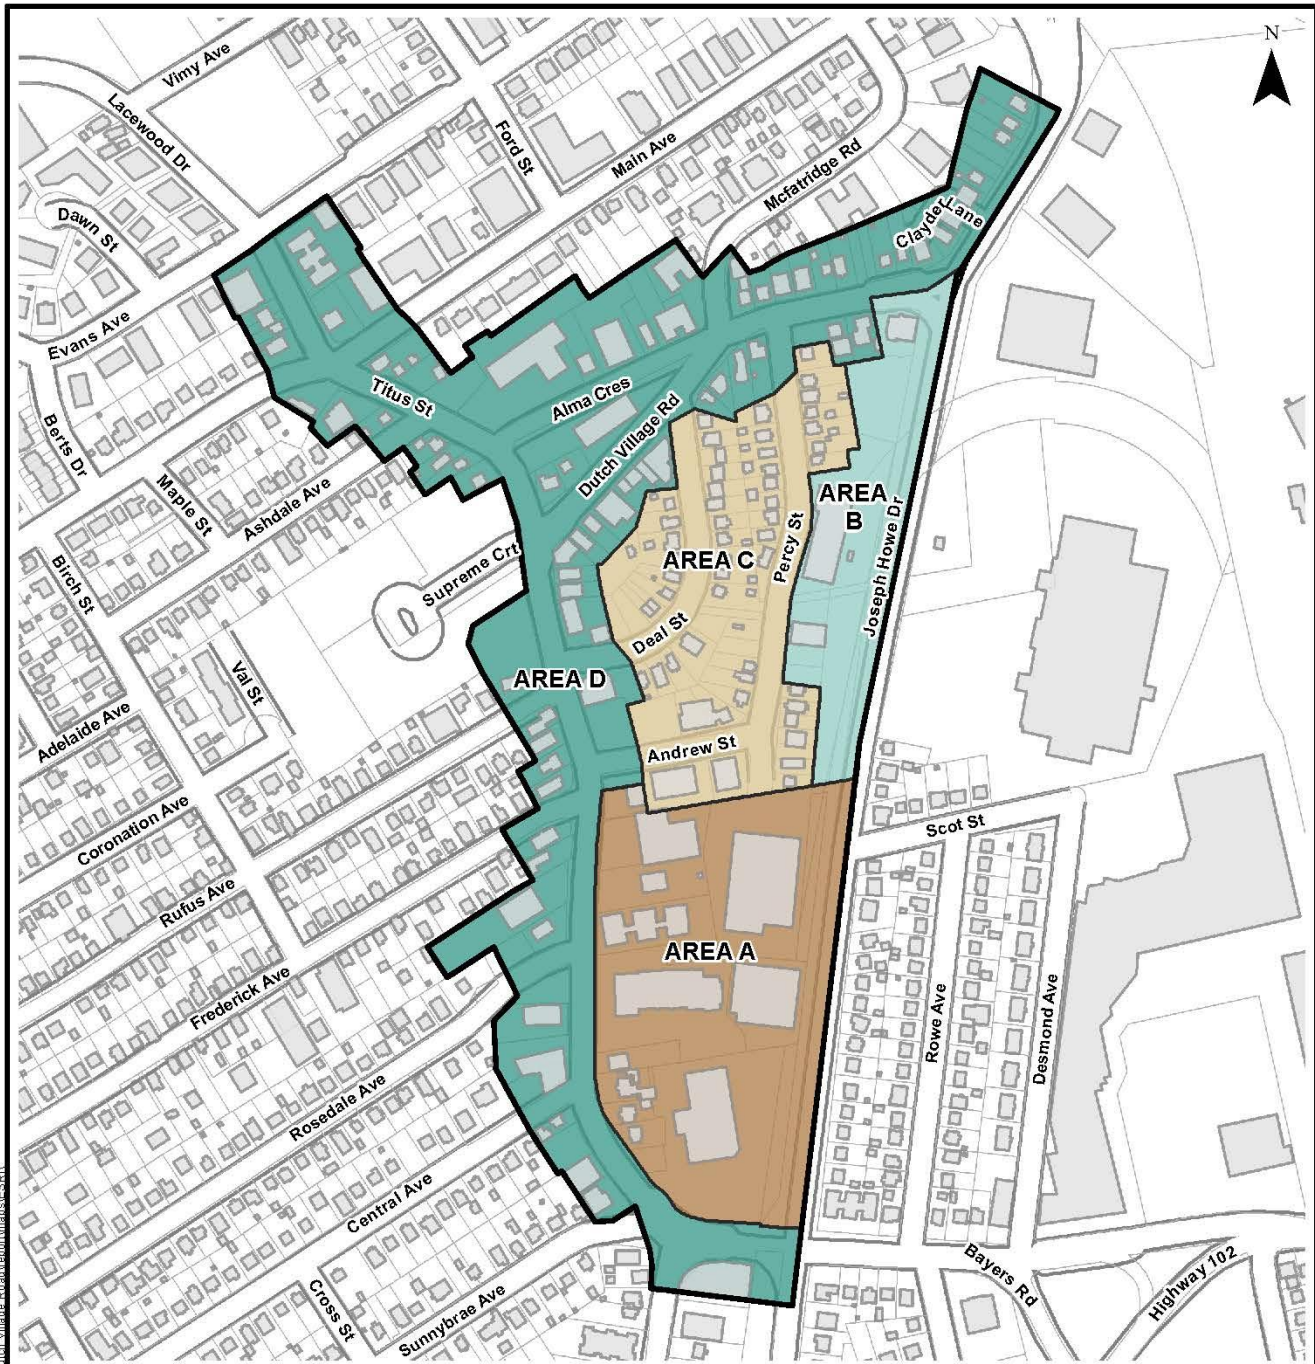 N
Vimy Ave
Lacewood Dr
Ford St
Main Ave
Mcfatridge Rd
Dawn St
Clayden Lane
Evans Ave
Titus St
Alma Cres
Berts Dr
Dutch Village Rd
Maple St
Ashdale Ave
AREA
B
Percy St
Joseph Howe Dr
AREA C
Birch St
Supreme Crt
Deal St
Val St
AREA D
Adelaide Ave
Andrew St
Coronation Ave
Scot St
Rufus Ave
AREA A
Frederick Ave
Rowe Ave
Desmond Ave
Rosedale Ave
Central Ave
Bayers Rd
Highway 102
Cross St
Sunnybrae Ave